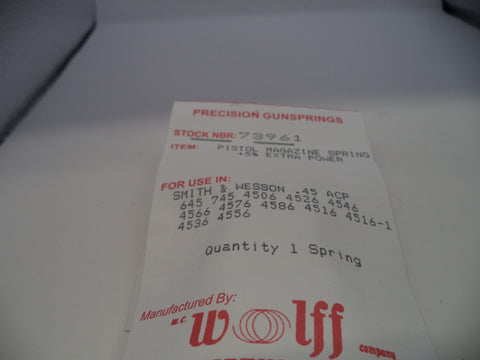 PRECISION GUNSPRINGS
STOCK NBR: 73961
ITEM: PISTOL MAGAZINE SPRING
+5% EXTRA POWER
FOR USE IN:
SMITH & WESSON .45 ACP
645 745 4506 4526 4546
4566 4576 4586 4516 4516-1
4536 4556
Quantity 1 Spring
Manufactured By:
w.c.
wolff
company